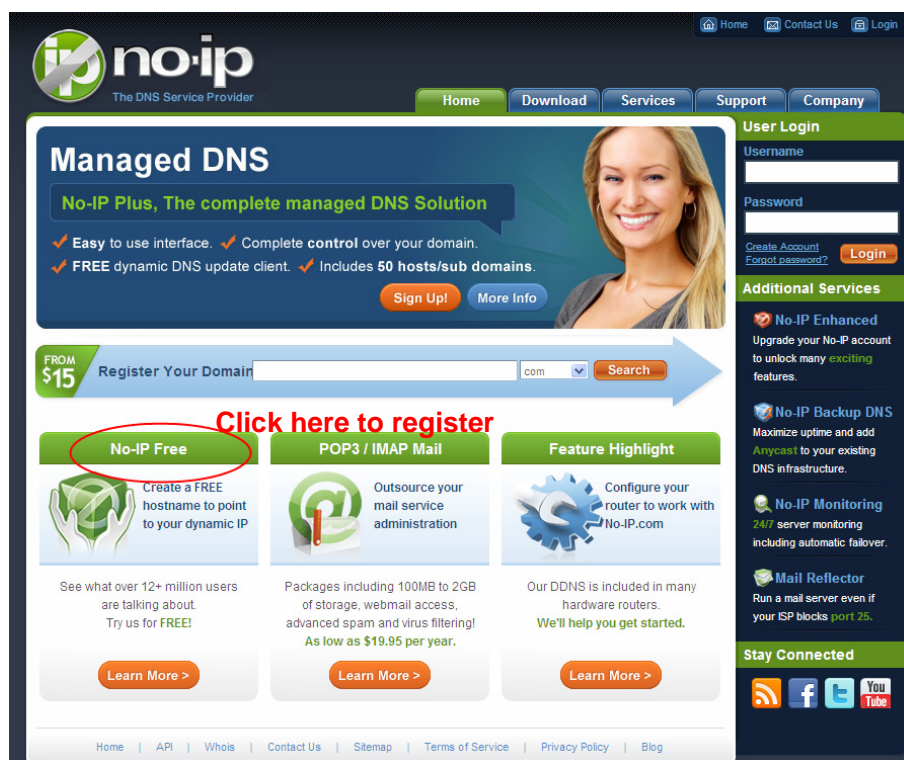 Home Contact Us Login
no·ip
The DNS Service Provider
Home Download Services Support Company
Managed DNS
No-IP Plus, The complete managed DNS Solution
Easy to use interface. Complete control over your domain.
FREE dynamic DNS update client. Includes 50 hosts/sub domains.
Sign Up! More Info
FROM
$15
Register Your Domain com Search
Click here to register
No-IP Free
Create a FREE
hostname to point
to your dynamic IP
See what over 12+ million users
are talking about.
Try us for FREE!
Learn More >
POP3 / IMAP Mail
Outsource your
mail service
administration
Packages including 100MB to 2GB
of storage, webmail access,
advanced spam and virus filtering!
As low as $19.95 per year.
Learn More >
Feature Highlight
Configure your
router to work with
No-IP.com
Our DDNS is included in many
hardware routers.
We'll help you get started.
Learn More >
User Login
Username
Password
Create Account
Forgot password?
Login
Additional Services
No-IP Enhanced
Upgrade your No-IP account
to unlock many exciting
features.
No-IP Backup DNS
Maximize uptime and add
Anycast to your existing
DNS infrastructure.
No-IP Monitoring
24/7 server monitoring
including automatic failover.
Mail Reflector
Run a mail server even if
your ISP blocks port 25.
Stay Connected
f t You
Tube
Home | API | Whois | Contact Us | Sitemap | Terms of Service | Privacy Policy | Blog